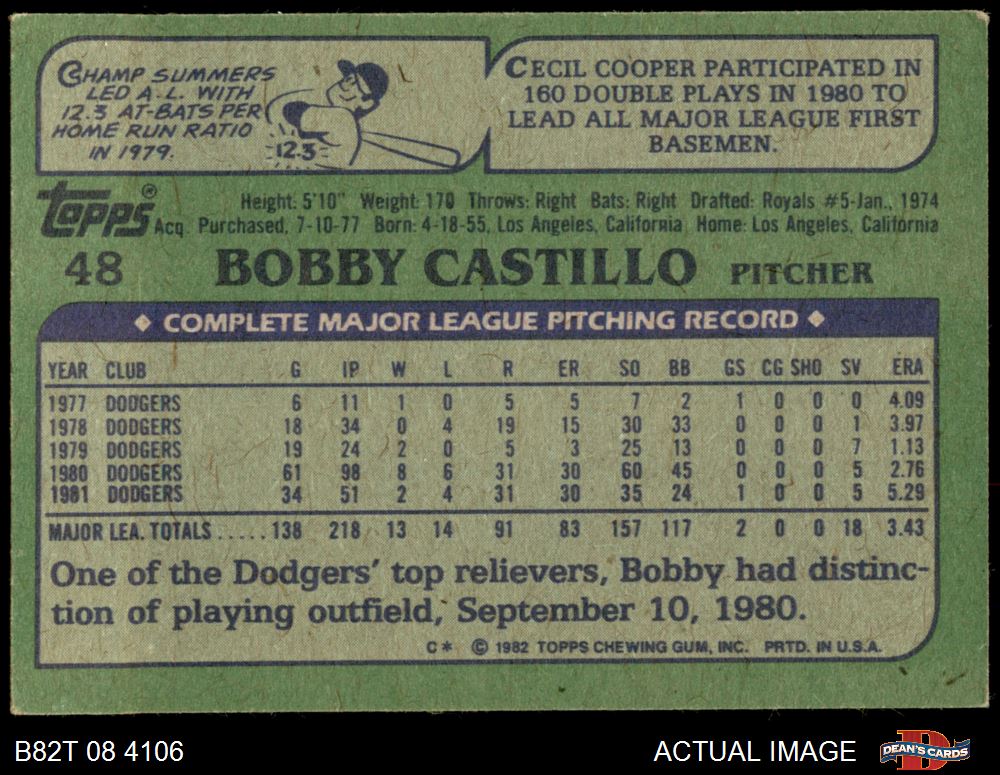 CHAMP SUMMERS
LED A.L. WITH
12.3 AT-BATS PER
HOME RUN RATIO
IN 1979.
12.3
CECIL COOPER PARTICIPATED IN
160 DOUBLE PLAYS IN 1980 TO
LEAD ALL MAJOR LEAGUE FIRST
BASEMEN.
topps®
Height: 5'10" Weight: 170 Throws: Right Bats: Right Drafted: Royals #5-Jan., 1974
Acq. Purchased, 7-10-77 Born: 4-18-55, Los Angeles, California Home: Los Angeles, California
48 BOBBY CASTILLO PITCHER
◆ COMPLETE MAJOR LEAGUE PITCHING RECORD ◆
YEAR CLUB G IP W L R ER SO BB GS CG SHO SV ERA
1977 DODGERS 6 11 1 0 5 5 7 2 1 0 0 0 4.09
1978 DODGERS 18 34 0 4 19 15 30 33 0 0 0 1 3.97
1979 DODGERS 19 24 2 0 5 3 25 13 0 0 0 7 1.13
1980 DODGERS 61 98 8 6 31 30 60 45 0 0 0 5 2.76
1981 DODGERS 34 51 2 4 31 30 35 24 1 0 0 5 5.29
MAJOR LEA. TOTALS ..... 138 218 13 14 91 83 157 117 2 0 0 18 3.43
One of the Dodgers' top relievers, Bobby had distinc-
tion of playing outfield, September 10, 1980.
C* © 1982 TOPPS CHEWING GUM, INC. PRTD. IN U.S.A.
B82T 08 4106 ACTUAL IMAGE DEAN'S CARDS